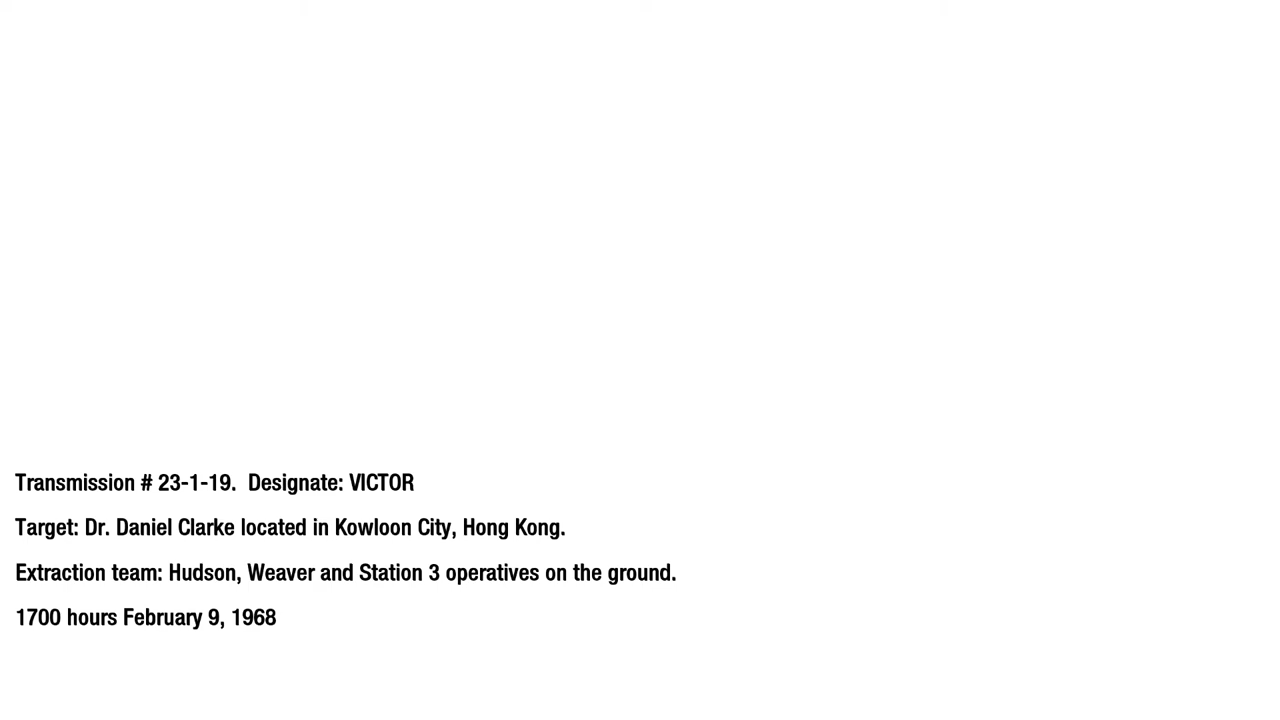 Transmission # 23-1-19.  Designate: VICTOR
Target: Dr. Daniel Clarke located in Kowloon City, Hong Kong.
Extraction team: Hudson, Weaver and Station 3 operatives on the ground.
1700 hours February 9, 1968